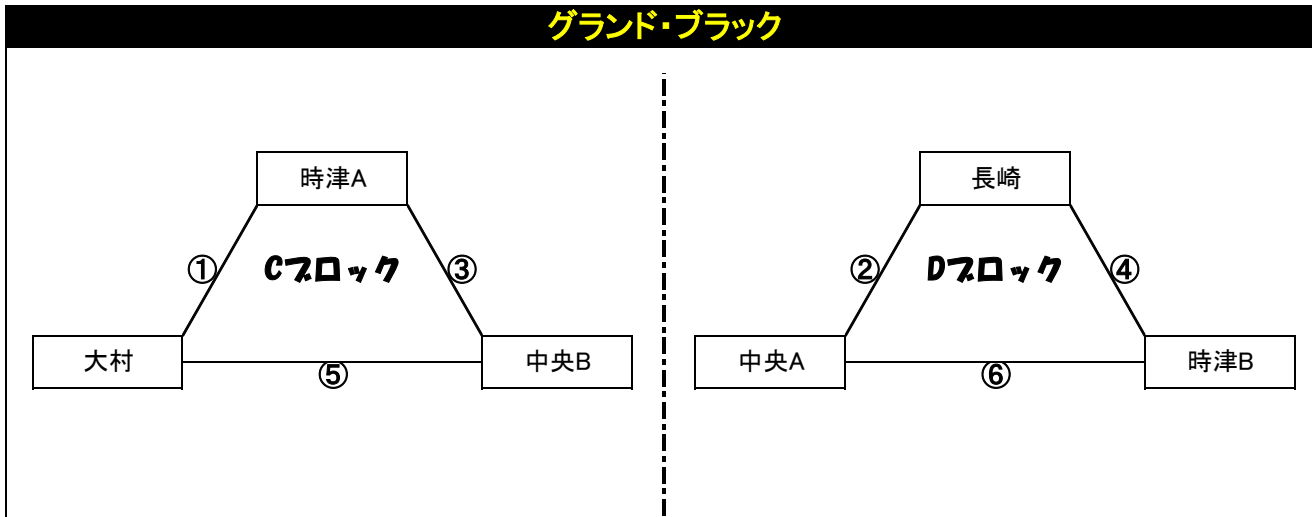 グランド・ブラック
時津A
長崎
① Cブロック ③
② Dブロック ④
大村
中央B
中央A
時津B
⑤
⑥